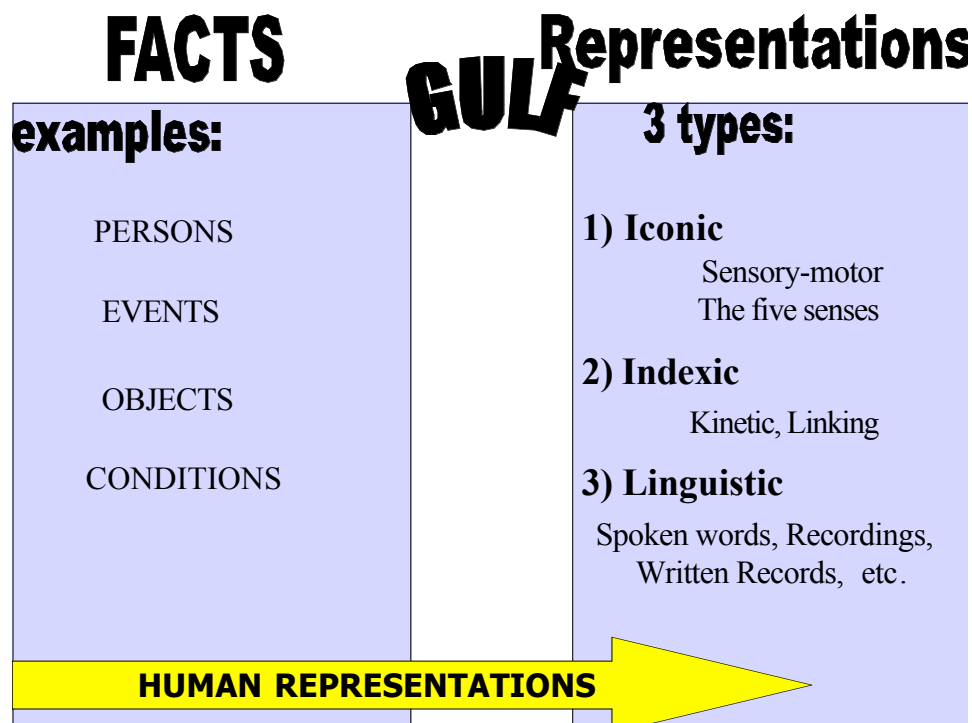 FACTS
GULF
Representations
examples:
PERSONS
EVENTS
OBJECTS
CONDITIONS
3 types:
1) Iconic
Sensory-motor
The five senses
2) Indexic
Kinetic, Linking
3) Linguistic
Spoken words, Recordings,
Written Records, etc.
HUMAN REPRESENTATIONS